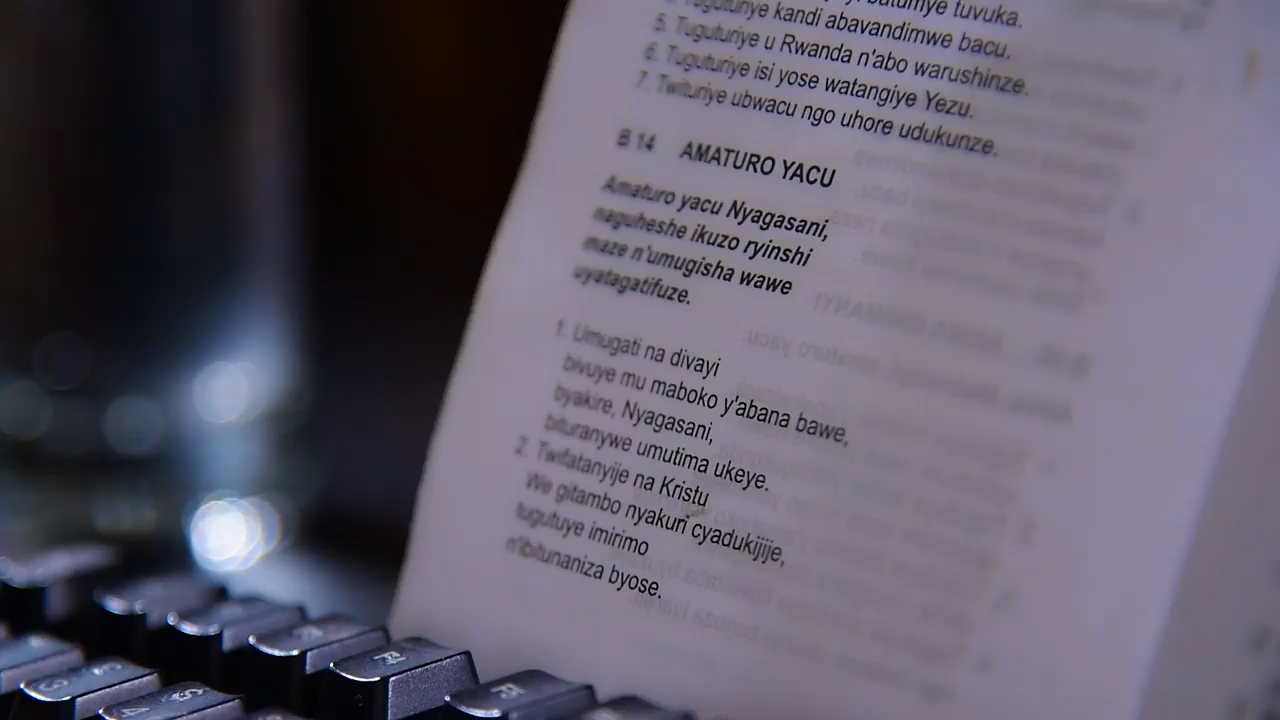 tuvuka.
Tuguturiye kandi abavandimwe bacu.
5. Tuguturiye u Rwanda n'abo warushinze.
6. Tuguturiye isi yose watangiye Yezu.
7. Twituriye ubwacu ngo uhore udukunze.
B 14 AMATURO YACU
Amaturo yacu Nyagasani,
naguheshe ikuzo ryinshi
maze n'umugisha wawe
uyatagatifuze.
1. Umugati na divayi
bivuye mu maboko y'abana bawe,
byakire, Nyagasani,
bituranywe umutima ukeye.
2. Twifatanyije na Kristu
We gitambo nyakuri cyadukijije,
tugutuye imirimo
n'ibitunaniza byose.
F4
F5